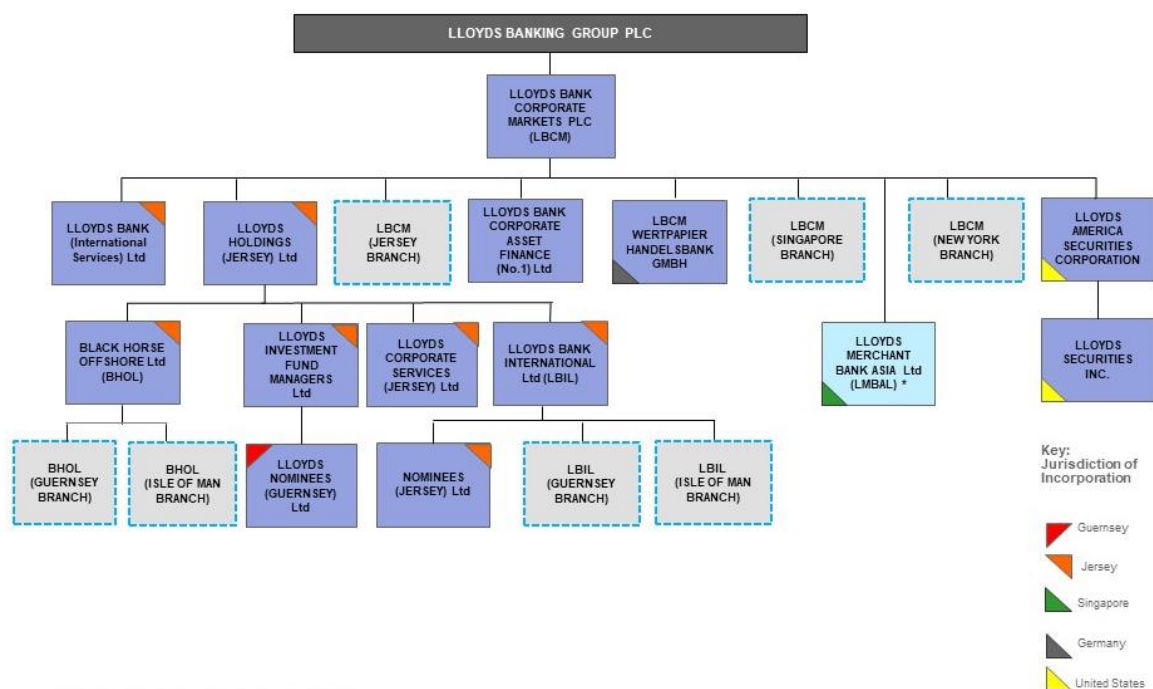 LLOYDS BANKING GROUP PLC
LLOYDS BANK
CORPORATE
MARKETS PLC
(LBCM)
LLOYDS BANK
(International
Services) Ltd
LLOYDS
HOLDINGS
(JERSEY) Ltd
LBCM
(JERSEY
BRANCH)
LLOYDS BANK
CORPORATE
ASSET
FINANCE
(No.1) Ltd
LBCM
WERTPAPIER
HANDELSBANK
GMBH
LBCM
(SINGAPORE
BRANCH)
LBCM
(NEW YORK
BRANCH)
LLOYDS
AMERICA
SECURITIES
CORPORATION
BLACK HORSE
OFFSHORE Ltd
(BHOL)
LLOYDS
INVESTMENT
FUND
MANAGERS
Ltd
LLOYDS
CORPORATE
SERVICES
(JERSEY) Ltd
LLOYDS BANK
INTERNATIONAL
Ltd (LBIL)
LLOYDS
MERCHANT
BANK ASIA Ltd
(LMBAL) *
LLOYDS
SECURITIES
INC.
BHOL
(GUERNSEY
BRANCH)
BHOL
(ISLE OF MAN
BRANCH)
LLOYDS
NOMINEES
(GUERNSEY)
Ltd
NOMINEES
(JERSEY) Ltd
LBIL
(GUERNSEY
BRANCH)
LBIL
(ISLE OF MAN
BRANCH)
Key:
Jurisdiction of
Incorporation
Guernsey
Jersey
Singapore
Germany
United States